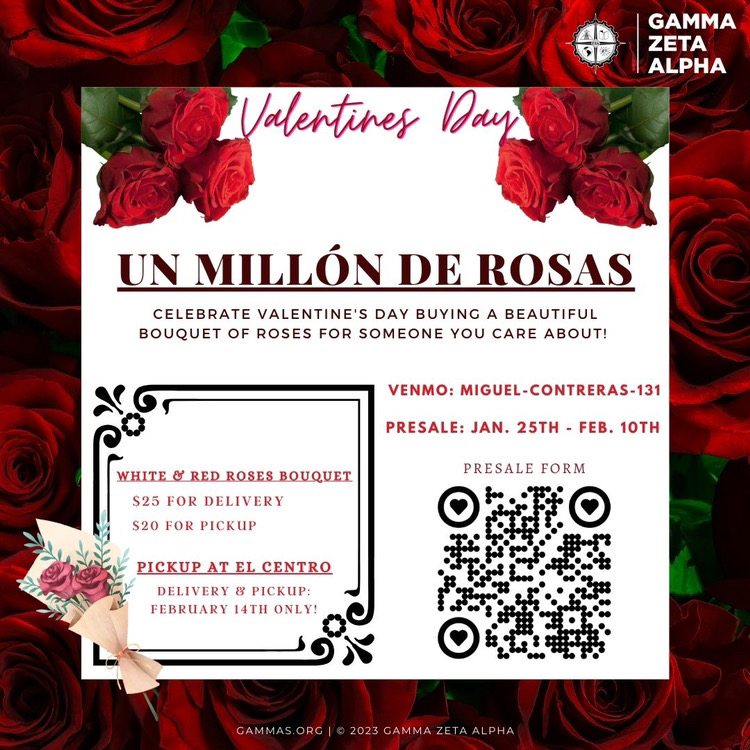 GAMMA
ZETA
ALPHA
Valentines Day
UN MILLÓN DE ROSAS
CELEBRATE VALENTINE'S DAY BUYING A BEAUTIFUL
BOUQUET OF ROSES FOR SOMEONE YOU CARE ABOUT!
VENMO: MIGUEL-CONTRERAS-131
PRESALE: JAN. 25TH - FEB. 10TH
PRESALE FORM
WHITE & RED ROSES BOUQUET
$25 FOR DELIVERY
$20 FOR PICKUP
PICKUP AT EL CENTRO
DELIVERY & PICKUP:
FEBRUARY 14TH ONLY!
GAMMAS.ORG | © 2023 GAMMA ZETA ALPHA